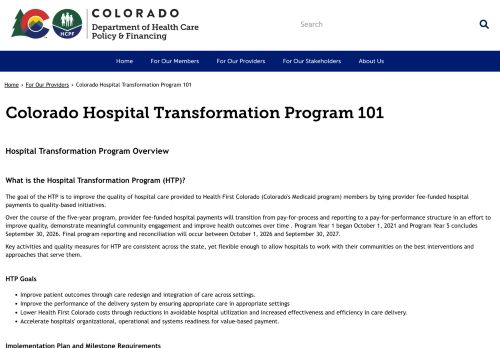 COLORADO
Department of Health Care
Policy & Financing
CO
HCPF
Search
Home
For Our Members
For Our Providers
For Our Stakeholders
About Us
Home › For Our Providers › Colorado Hospital Transformation Program 101
Colorado Hospital Transformation Program 101
Hospital Transformation Program Overview
What is the Hospital Transformation Program (HTP)?
The goal of the HTP is to improve the quality of hospital care provided to Health First Colorado (Colorado's Medicaid program) members by tying provider fee-funded hospital
payments to quality-based initiatives.
Over the course of the five-year program, provider fee-funded hospital payments will transition from pay-for-process and reporting to a pay-for-performance structure in an effort to
improve quality, demonstrate meaningful community engagement and improve health outcomes over time . Program Year 1 began October 1, 2021 and Program Year 5 concludes
September 30, 2026. Final program reporting and reconciliation will occur between October 1, 2026 and September 30, 2027.
Key activities and quality measures for HTP are consistent across the state, yet flexible enough to allow hospitals to work with their communities on the best interventions and
approaches that serve them.
HTP Goals
• Improve patient outcomes through care redesign and integration of care across settings.
• Improve the performance of the delivery system by ensuring appropriate care in appropriate settings
• Lower Health First Colorado costs through reductions in avoidable hospital utilization and increased effectiveness and efficiency in care delivery.
• Accelerate hospitals' organizational, operational and systems readiness for value-based payment.
Implementation Plan and Milestone Requirements